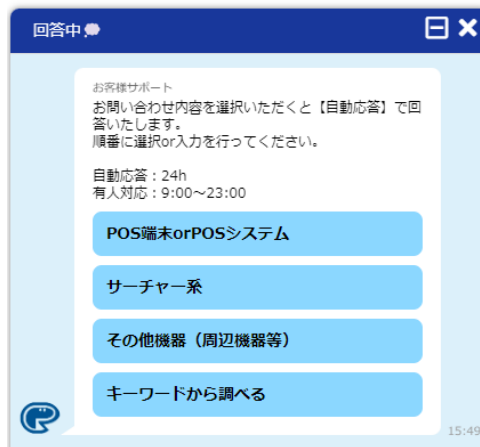 回答中
お客様サポート
お問い合わせ内容を選択いただくと【自動応答】で回
答いたします。
順番に選択or入力を行ってください。
自動応答：24h
有人対応：9:00～23:00
POS端末orPOSシステム
サーチャー系
その他機器（周辺機器等）
キーワードから調べる
15:49